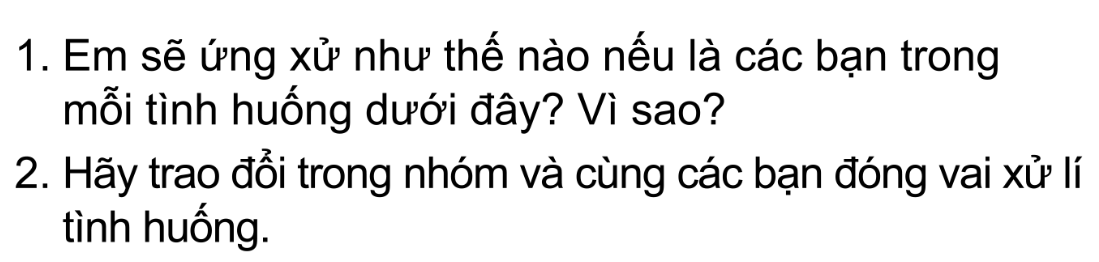 1. Em sẽ ứng xử như thế nào nếu là các bạn trong
mỗi tình huống dưới đây? Vì sao?
2. Hãy trao đổi trong nhóm và cùng các bạn đóng vai xử lí
tình huống.